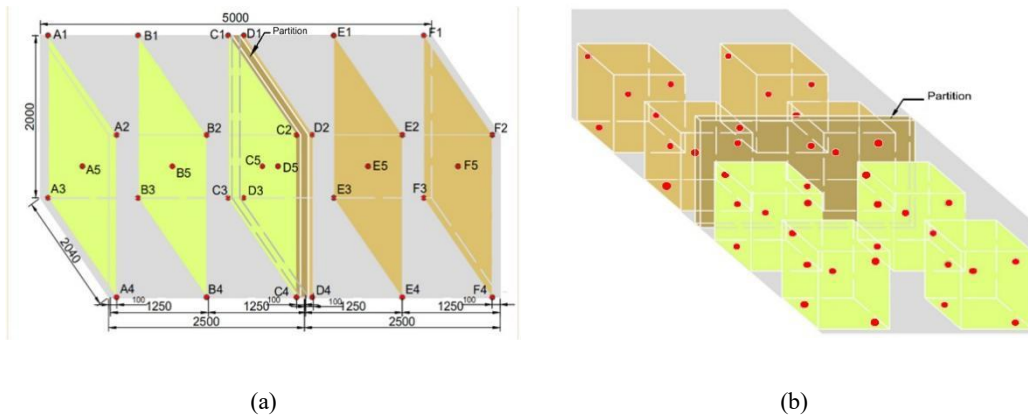 5000
A1 B1 C1 D1 Partition E1 F1
2000
A2 B2 C2 D2 E2 F2
A5 B5 C5 D5 E5 F5
A3 B3 C3 D3 E3 F3
2040
A4 B4 C4 D4 E4 F4
100 1250 1250 100 100 1250 1250 100
2500 2500
Partition
(a) (b)